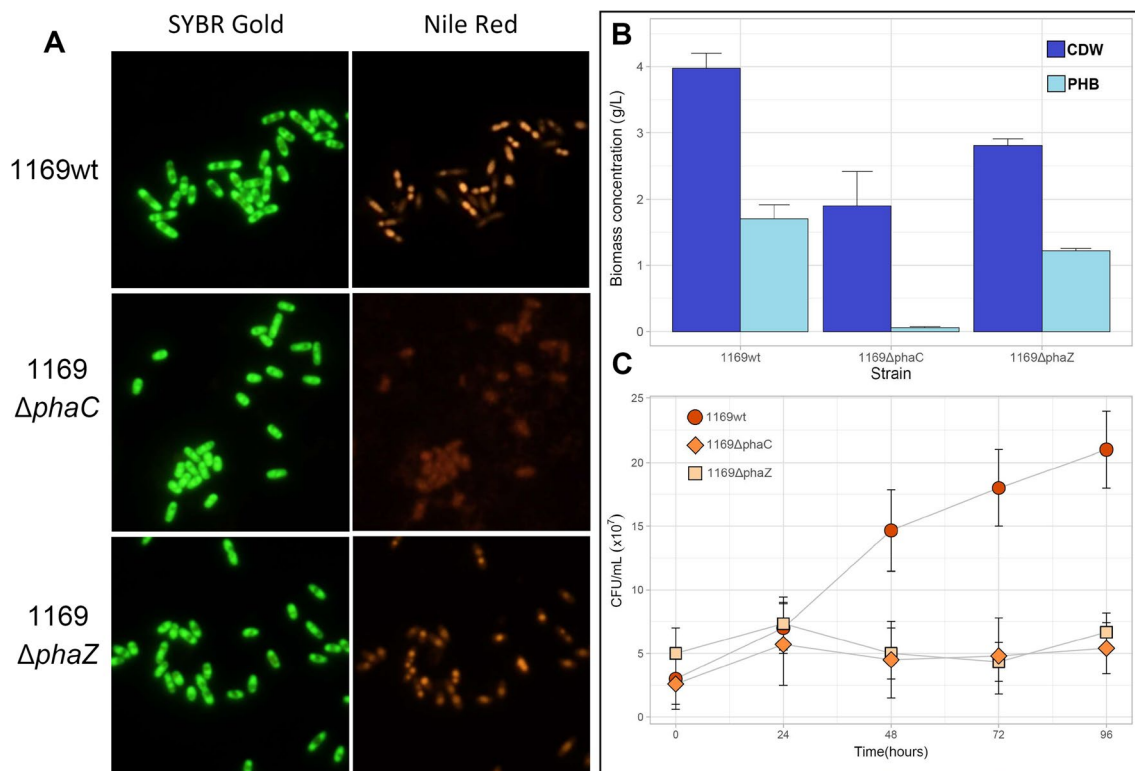 A
SYBR Gold
Nile Red
1169wt
1169
ΔphaC
1169
ΔphaZ
B
CDW
PHB
Biomass concentration (g/L)
4
3
2
1
0
1169wt
1169ΔphaC
1169ΔphaZ
Strain
C
1169wt
1169ΔphaC
1169ΔphaZ
CFU/mL (x10⁷)
25
20
15
10
5
0
0
24
48
72
96
Time(hours)